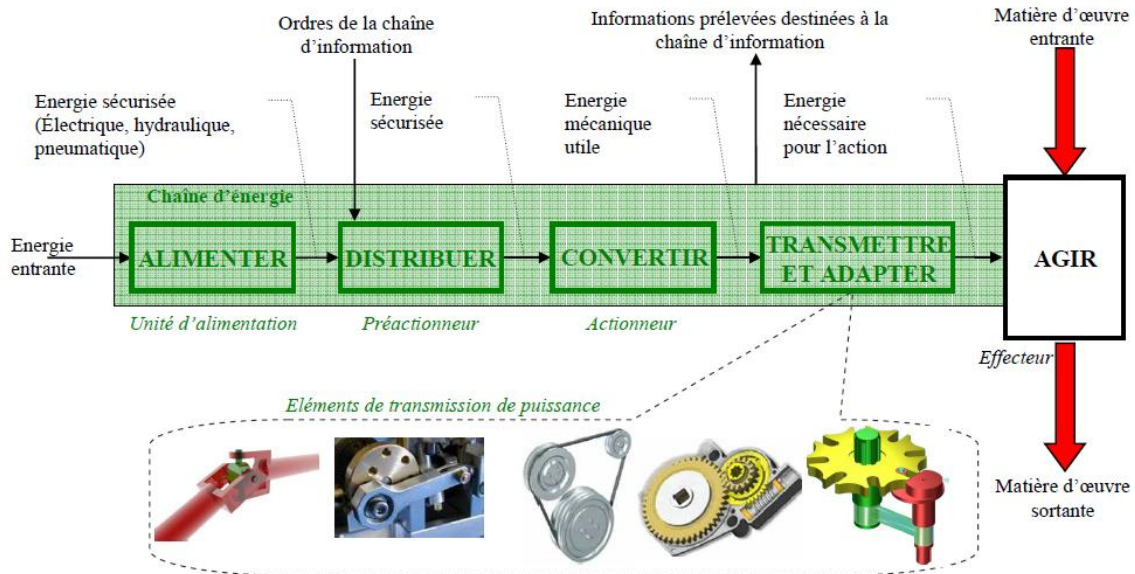 Ordres de la chaîne
d'information
Informations prélevées destinées à la
chaîne d'information
Matière d'œuvre
entrante
Energie sécurisée
(Électrique, hydraulique,
pneumatique)
Energie
sécurisée
Energie
mécanique
utile
Energie
nécessaire
pour l'action
Chaîne d'énergie
Energie
entrante
ALIMENTER
DISTRIBUER
CONVERTIR
TRANSMETTRE
ET ADAPTER
AGIR
Unité d'alimentation
Préactionneur
Actionneur
Effecteur
Eléments de transmission de puissance
Matière d'œuvre
sortante